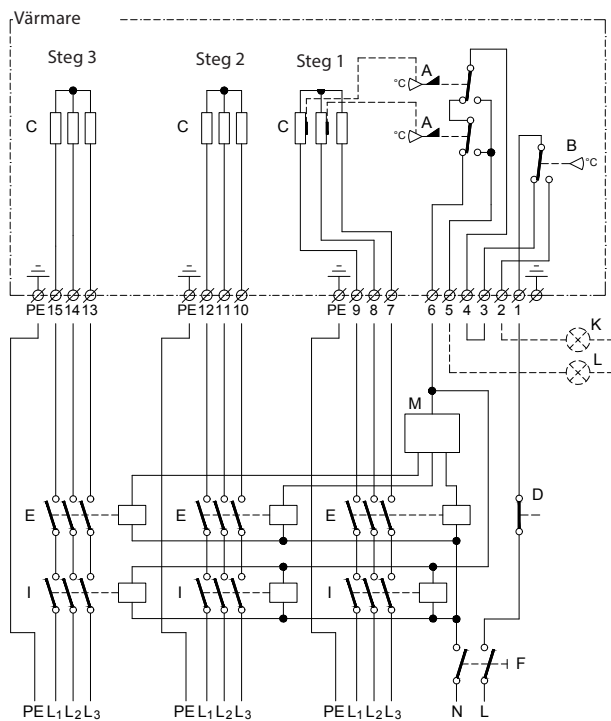 Värmare
Steg 3
Steg 2
Steg 1
A
°C
A
°C
B
°C
C
C
C
PE 15 14 13
PE 12 11 10
PE 9 8 7
6 5 4 3 2 1
K
L
M
D
E
E
E
I
I
I
F
PE L1 L2 L3
PE L1 L2 L3
PE L1 L2 L3
N
L